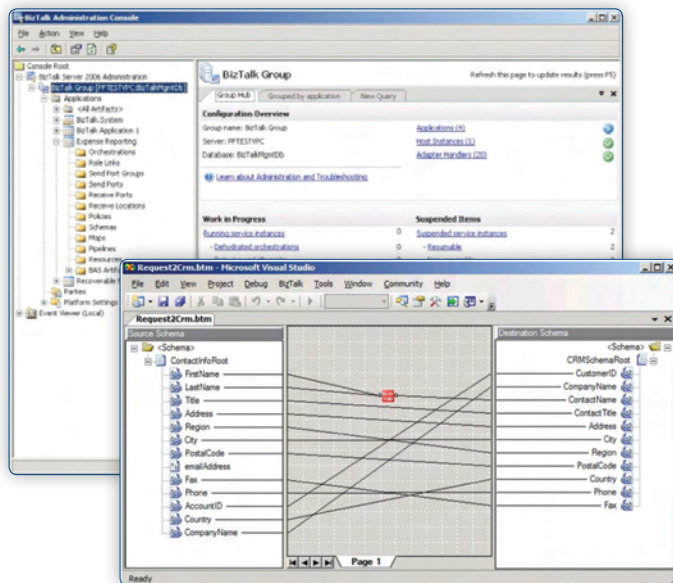 BizTalk Administration Console
File Action View Help
Console Root
BizTalk Server 2006 Administration
BizTalk Group [PFTESTVPC:BizTalkMgmtDb]
Applications
<All Artifacts>
BizTalk.System
BizTalk.Application 1
Expense Reporting
Orchestrations
Role Links
Send Port Groups
Send Ports
Receive Ports
Receive Locations
Policies
Schemas
Maps
Pipelines
Resources
BAS Artif
Recoverable
Parties
Platform Settings
Event Viewer (Local)
BizTalk Group
Refresh this page to update results (press F5)
Group Hub Grouped by application New Query
Configuration Overview
Group name: BizTalk Group Applications (4)
Server: PFTESTVPC Host Instances (1)
Database: BizTalkMgmtDb Adapter Handlers (20)
Learn about Administration and Troubleshooting
Work in Progress Suspended Items
Running service instances 0 Suspended service instances 2
- Dehydrated orchestrations 0 - Resumable 2
Request2Crm.btm - Microsoft Visual Studio
File Edit View Project Debug BizTalk Tools Window Community Help
Request2Crm.btm
Source Schema
<Schema>
ContactInfoRoot
FirstName
LastName
Title
Address
Region
City
PostalCode
emailAddress
Fax
Phone
AccountID
Country
CompanyName
Page 1
Destination Schema
<Schema>
CRMSchemaRoot
CustomerID
CompanyName
ContactName
ContactTitle
Address
City
Region
PostalCode
Country
Phone
Fax
Ready